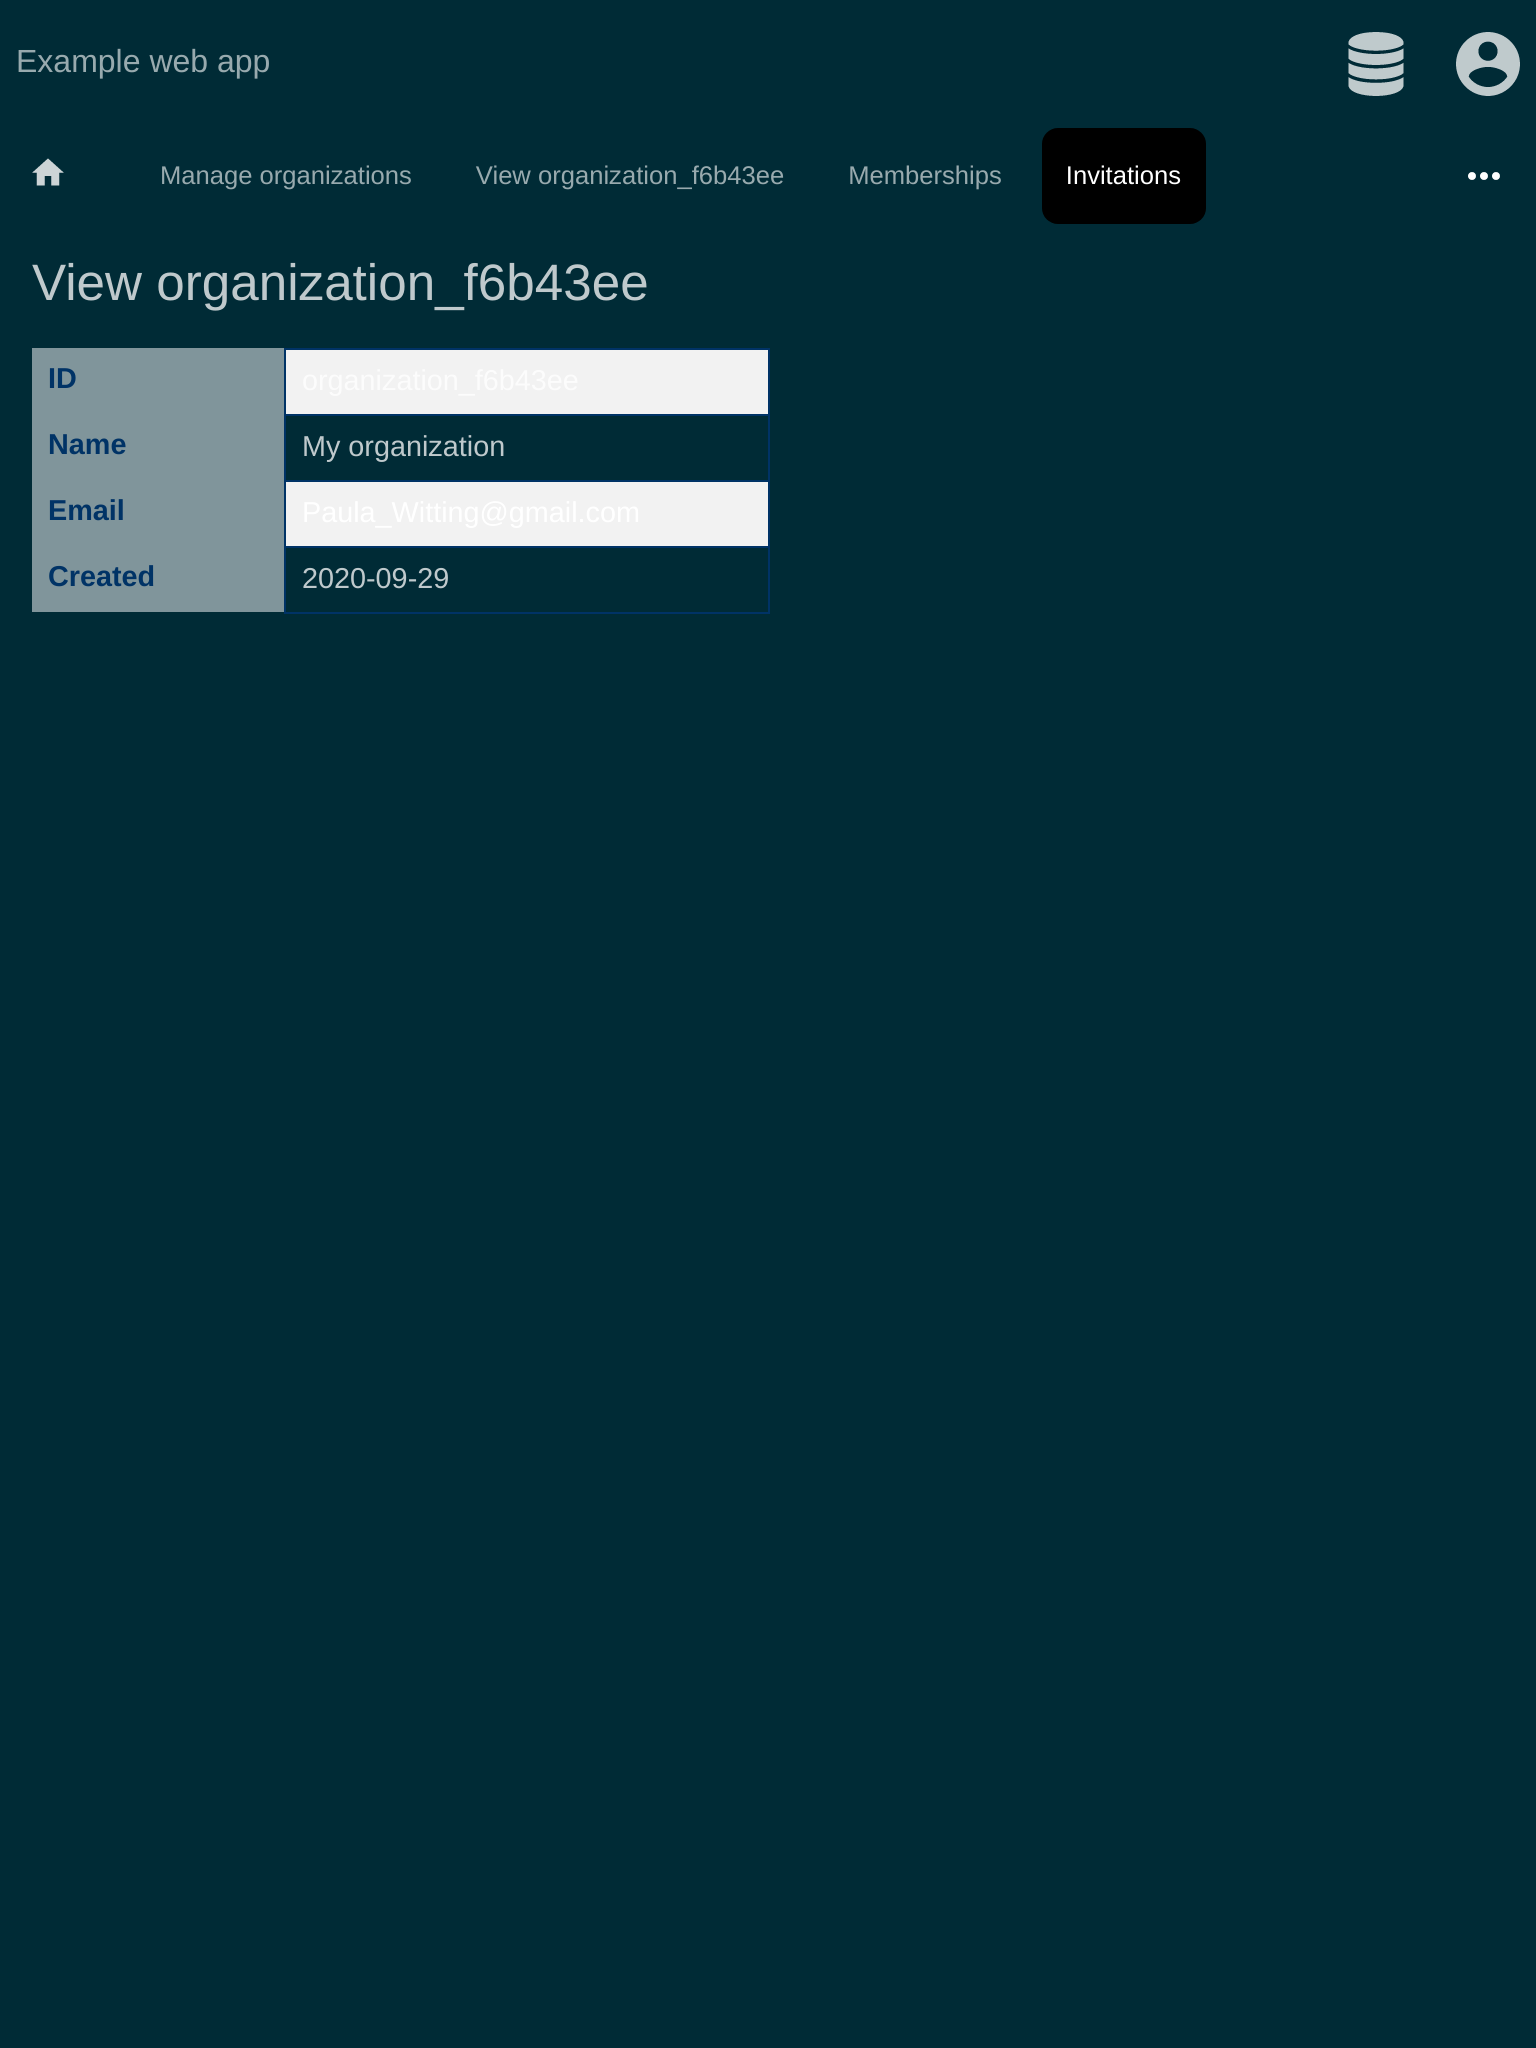 Example web app
Manage organizations View organization_f6b43ee Memberships Invitations
View organization_f6b43ee
ID organization_f6b43ee
Name My organization
Email Paula_Witting@gmail.com
Created 2020-09-29